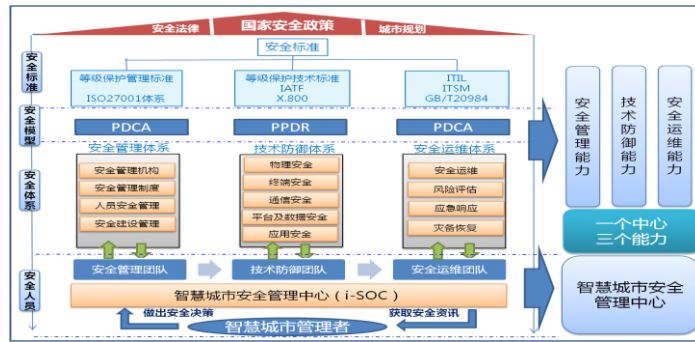 国家安全政策
安全法律
城市规划
安全标准
安全标准
等级保护管理标准
ISO27001体系
等级保护技术标准
IATF
X.800
ITIL
ITSM
GB/T20984
安全模型
PDCA
PPDR
PDCA
安全体系
安全管理体系
安全管理机构
安全管理制度
人员安全管理
安全建设管理
技术防御体系
物理安全
终端安全
通信安全
平台及数据安全
应用安全
安全运维体系
安全运维
风险评估
应急响应
灾备恢复
安全人员
安全管理团队
技术防御团队
安全运维团队
智慧城市安全管理中心（i-SOC）
做出安全决策
获取安全资讯
智慧城市管理者
安全管理能力
技术防御能力
安全运维能力
一个中心
三个能力
智慧城市安全
管理中心